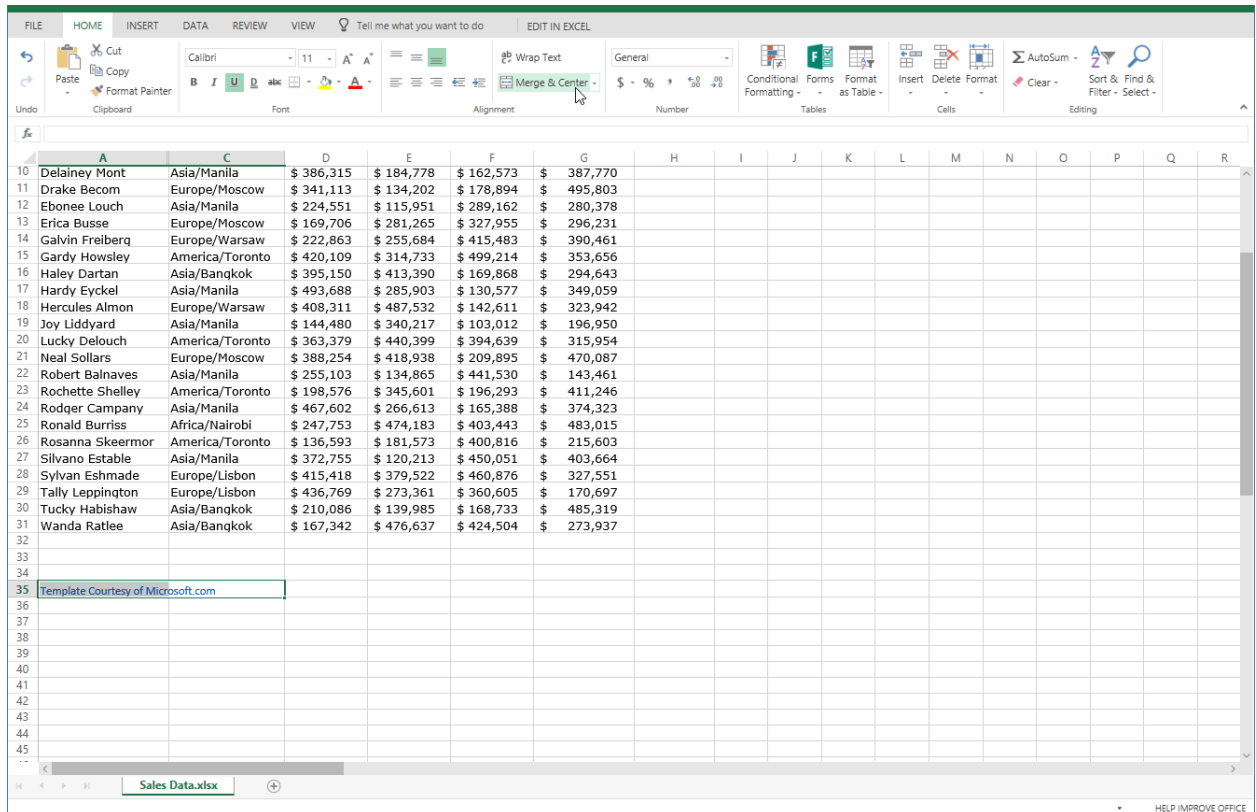 FILE HOME INSERT DATA REVIEW VIEW Tell me what you want to do EDIT IN EXCEL
Cut
Copy
Format Painter
Paste
Calibri 11 A A
B I U D abc A
Wrap Text
Merge & Center
General
$ % , .00 .00
Conditional Formatting Forms Format as Table
Insert Delete Format
AutoSum
Clear
Sort & Filter Find & Select
Undo Clipboard Font Alignment Number Tables Cells Editing
fx
A C D E F G H I J K L M N O P Q R
10 Delainey Mont Asia/Manila $ 386,315 $ 184,778 $ 162,573 $ 387,770
11 Drake Becom Europe/Moscow $ 341,113 $ 134,202 $ 178,894 $ 495,803
12 Ebonee Louch Asia/Manila $ 224,551 $ 115,951 $ 289,162 $ 280,378
13 Erica Busse Europe/Moscow $ 169,706 $ 281,265 $ 327,955 $ 296,231
14 Galvin Freiberg Europe/Warsaw $ 222,863 $ 255,684 $ 415,483 $ 390,461
15 Gardy Howsley America/Toronto $ 420,109 $ 314,733 $ 499,214 $ 353,656
16 Haley Dartan Asia/Bangkok $ 395,150 $ 413,390 $ 169,868 $ 294,643
17 Hardy Eyckel Asia/Manila $ 493,688 $ 285,903 $ 130,577 $ 349,059
18 Hercules Almon Europe/Warsaw $ 408,311 $ 487,532 $ 142,611 $ 323,942
19 Joy Liddyard Asia/Manila $ 144,480 $ 340,217 $ 103,012 $ 196,950
20 Lucky Delouch America/Toronto $ 363,379 $ 440,399 $ 394,639 $ 315,954
21 Neal Sollars Europe/Moscow $ 388,254 $ 418,938 $ 209,895 $ 470,087
22 Robert Balnaves Asia/Manila $ 255,103 $ 134,865 $ 441,530 $ 143,461
23 Rochette Shelley America/Toronto $ 198,576 $ 345,601 $ 196,293 $ 411,246
24 Rodger Campany Asia/Manila $ 467,602 $ 266,613 $ 165,388 $ 374,323
25 Ronald Burriss Africa/Nairobi $ 247,753 $ 474,183 $ 403,443 $ 483,015
26 Rosanna Skeermor America/Toronto $ 136,593 $ 181,573 $ 400,816 $ 215,603
27 Silvano Estable Asia/Manila $ 372,755 $ 120,213 $ 450,051 $ 403,664
28 Sylvan Eshmade Europe/Lisbon $ 415,418 $ 379,522 $ 460,876 $ 327,551
29 Tally Leppington Europe/Lisbon $ 436,769 $ 273,361 $ 360,605 $ 170,697
30 Tucky Habishaw Asia/Bangkok $ 210,086 $ 139,985 $ 168,733 $ 485,319
31 Wanda Ratlee Asia/Bangkok $ 167,342 $ 476,637 $ 424,504 $ 273,937
32
33
34
35 Template Courtesy of Microsoft.com
36
37
38
39
40
41
42
43
44
45
Sales Data.xlsx
HELP IMPROVE OFFICE